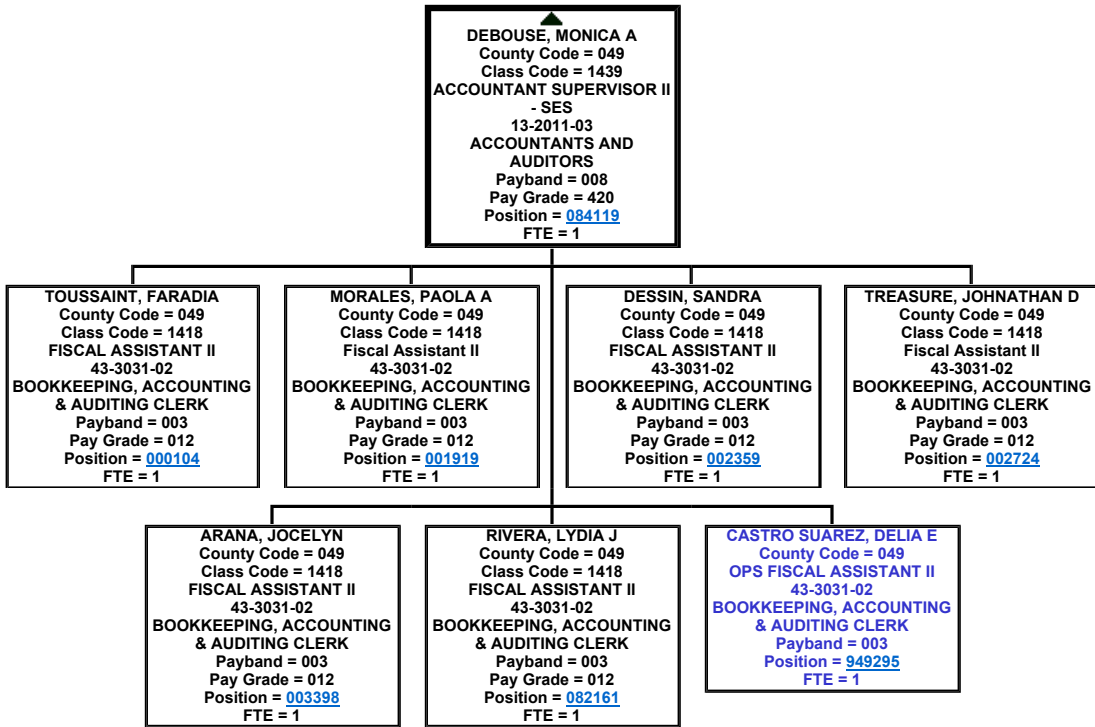 DEBOUSE, MONICA A
County Code = 049
Class Code = 1439
ACCOUNTANT SUPERVISOR II
- SES
13-2011-03
ACCOUNTANTS AND
AUDITORS
Payband = 008
Pay Grade = 420
Position = 084119
FTE = 1
TOUSSAINT, FARADIA
County Code = 049
Class Code = 1418
FISCAL ASSISTANT II
43-3031-02
BOOKKEEPING, ACCOUNTING
& AUDITING CLERK
Payband = 003
Pay Grade = 012
Position = 000104
FTE = 1
MORALES, PAOLA A
County Code = 049
Class Code = 1418
Fiscal Assistant II
43-3031-02
BOOKKEEPING, ACCOUNTING
& AUDITING CLERK
Payband = 003
Pay Grade = 012
Position = 001919
FTE = 1
DESSIN, SANDRA
County Code = 049
Class Code = 1418
FISCAL ASSISTANT II
43-3031-02
BOOKKEEPING, ACCOUNTING
& AUDITING CLERK
Payband = 003
Pay Grade = 012
Position = 002359
FTE = 1
TREASURE, JOHNATHAN D
County Code = 049
Class Code = 1418
Fiscal Assistant II
43-3031-02
BOOKKEEPING, ACCOUNTING
& AUDITING CLERK
Payband = 003
Pay Grade = 012
Position = 002724
FTE = 1
ARANA, JOCELYN
County Code = 049
Class Code = 1418
FISCAL ASSISTANT II
43-3031-02
BOOKKEEPING, ACCOUNTING
& AUDITING CLERK
Payband = 003
Pay Grade = 012
Position = 003398
FTE = 1
RIVERA, LYDIA J
County Code = 049
Class Code = 1418
FISCAL ASSISTANT II
43-3031-02
BOOKKEEPING, ACCOUNTING
& AUDITING CLERK
Payband = 003
Pay Grade = 012
Position = 082161
FTE = 1
CASTRO SUAREZ, DELIA E
County Code = 049
OPS FISCAL ASSISTANT II
43-3031-02
BOOKKEEPING, ACCOUNTING
& AUDITING CLERK
Payband = 003
Position = 949295
FTE = 1